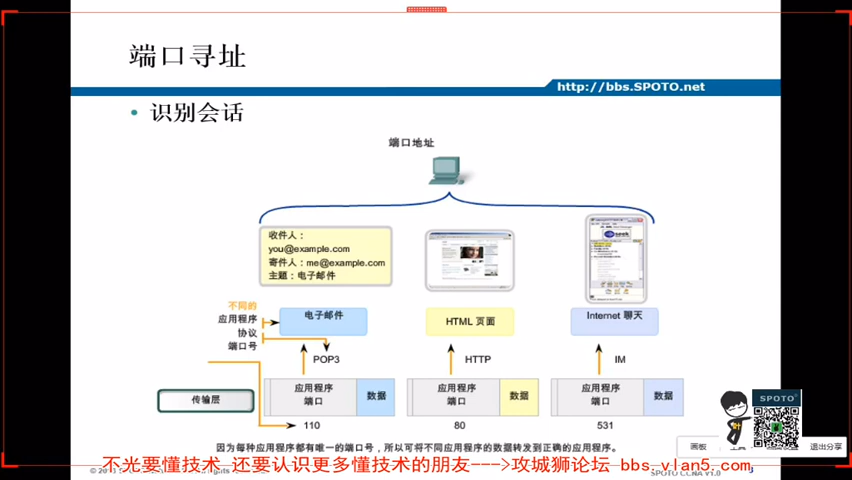 端口寻址
http://bbs.SPOTO.net
• 识别会话
端口地址
收件人：
you@example.com
寄件人：me@example.com
主题：电子邮件
不同的
应用程序
协议
端口号
电子邮件
HTML 页面
Internet 聊天
POP3
HTTP
IM
传输层
应用程序
端口
数据
应用程序
端口
数据
应用程序
端口
数据
110
80
531
SPOTO
叶
因为每种应用程序都有唯一的端口号，所以可将不同应用程序的数据转发到正确的应用程序。
画板
退出分享
不光要懂技术 还要认识更多懂技术的朋友--->攻城狮论坛 bbs.vlan5.com
SPOTO CCNA V1.0